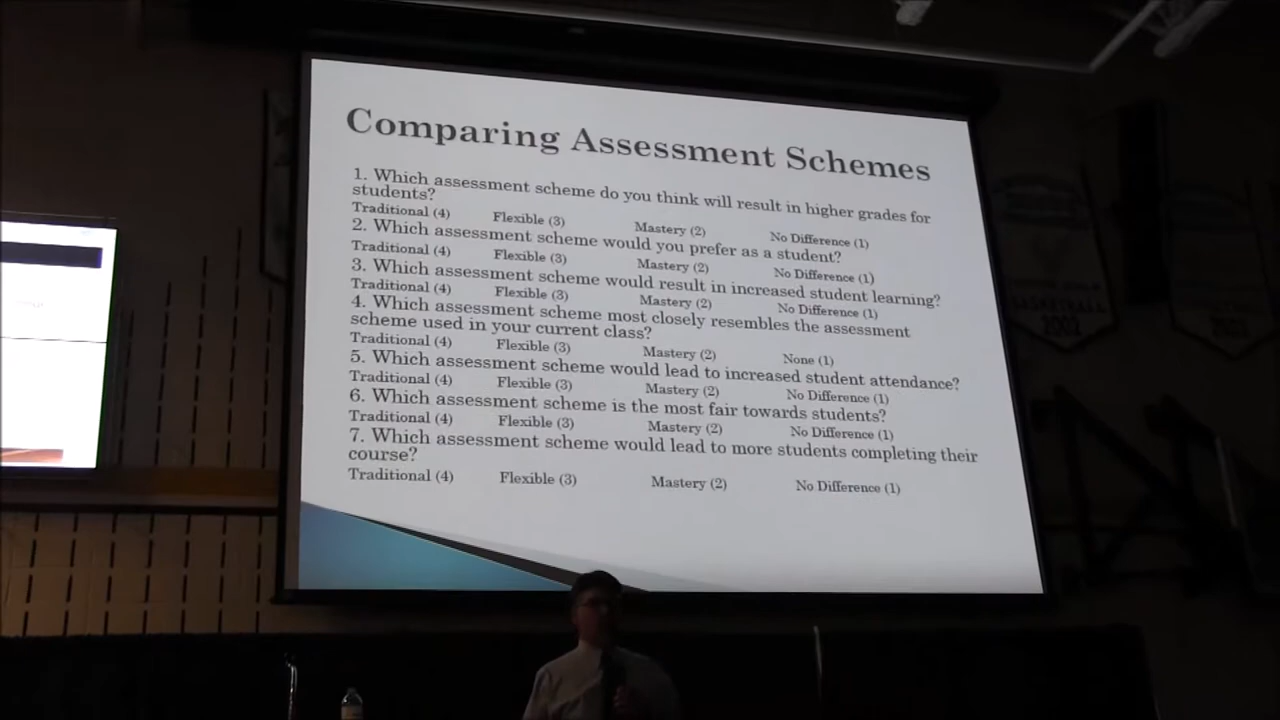 Comparing Assessment Schemes
1. Which assessment scheme do you think will result in higher grades for
students?
Traditional (4) Flexible (3) Mastery (2) No Difference (1)
2. Which assessment scheme would you prefer as a student?
Traditional (4) Flexible (3) Mastery (2) No Difference (1)
3. Which assessment scheme would result in increased student learning?
Traditional (4) Flexible (3) Mastery (2) No Difference (1)
4. Which assessment scheme most closely resembles the assessment
scheme used in your current class?
Traditional (4) Flexible (3) Mastery (2) None (1)
5. Which assessment scheme would lead to increased student attendance?
Traditional (4) Flexible (3) Mastery (2) No Difference (1)
6. Which assessment scheme is the most fair towards students?
Traditional (4) Flexible (3) Mastery (2) No Difference (1)
7. Which assessment scheme would lead to more students completing their
course?
Traditional (4) Flexible (3) Mastery (2) No Difference (1)
BASKETBALL
2002